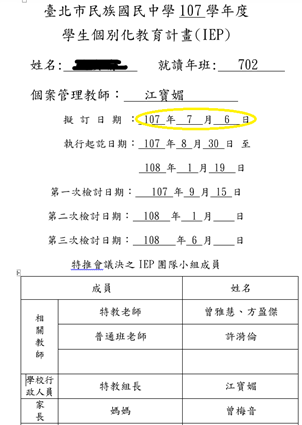 臺北市民族國民中學 107 學年度
學生個別化教育計畫(IEP)
姓名: 就讀年班: 702
個案管理教師: 江寶媚
擬訂日期: 107 年 7 月 6 日
執行起訖日期: 107 年 8 月 30 日 至
108 年 1 月 19 日
第一次檢討日期: 107 年 9 月 15 日
第二次檢討日期: 108 年 1 月 日
第三次檢討日期: 108 年 6 月 日
特推會議決之 IEP 團隊小組成員
成員 姓名
相關教師 特教老師 曾雅慧、方盈傑
普通班老師 許漪倫
學校行政人員 特教組長 江寶媚
家長 媽媽 曾梅音